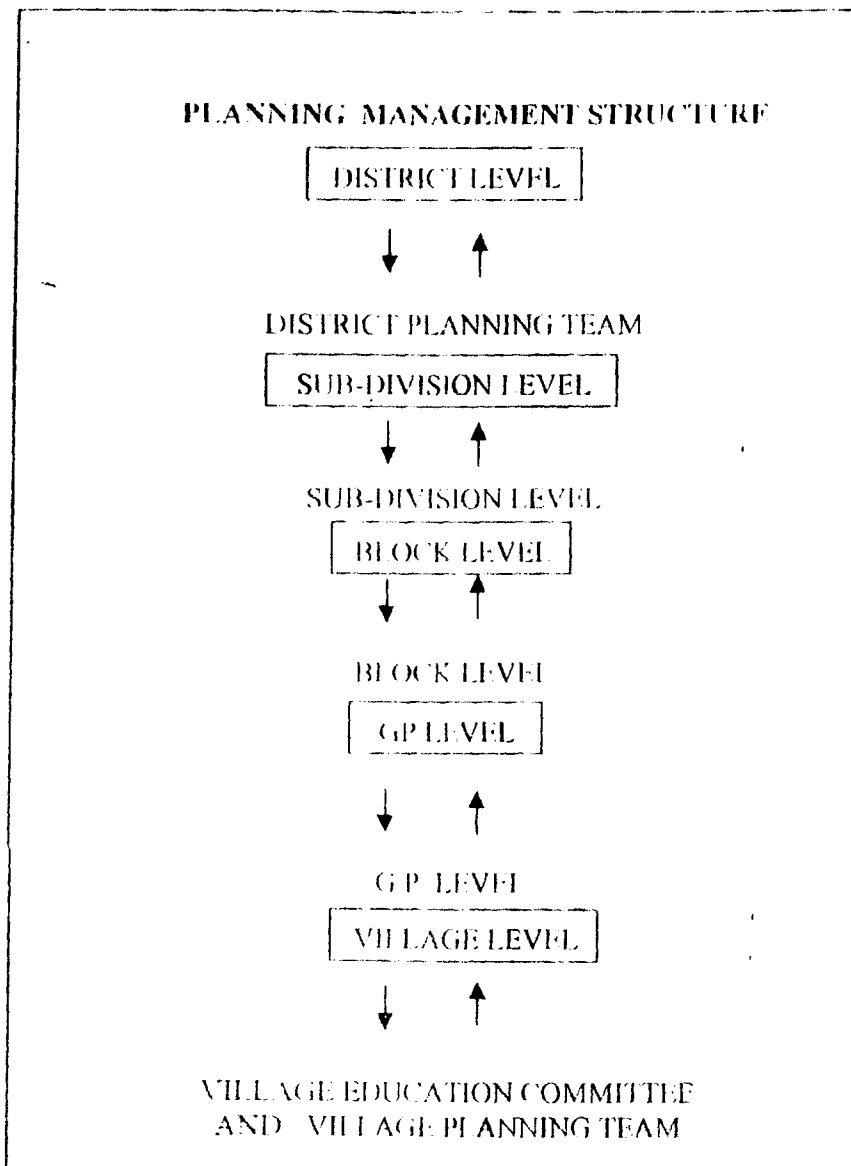 PLANNING MANAGEMENT STRUCTURE
DISTRICT LEVEL
DISTRICT PLANNING TEAM
SUB-DIVISION LEVEL
SUB-DIVISION LEVEL
BLOCK LEVEL
BLOCK LEVEL
GP LEVEL
G P LEVEL
VILLAGE LEVEL
VILLAGE EDUCATION COMMITTEE
AND VILLAGE PLANNING TEAM